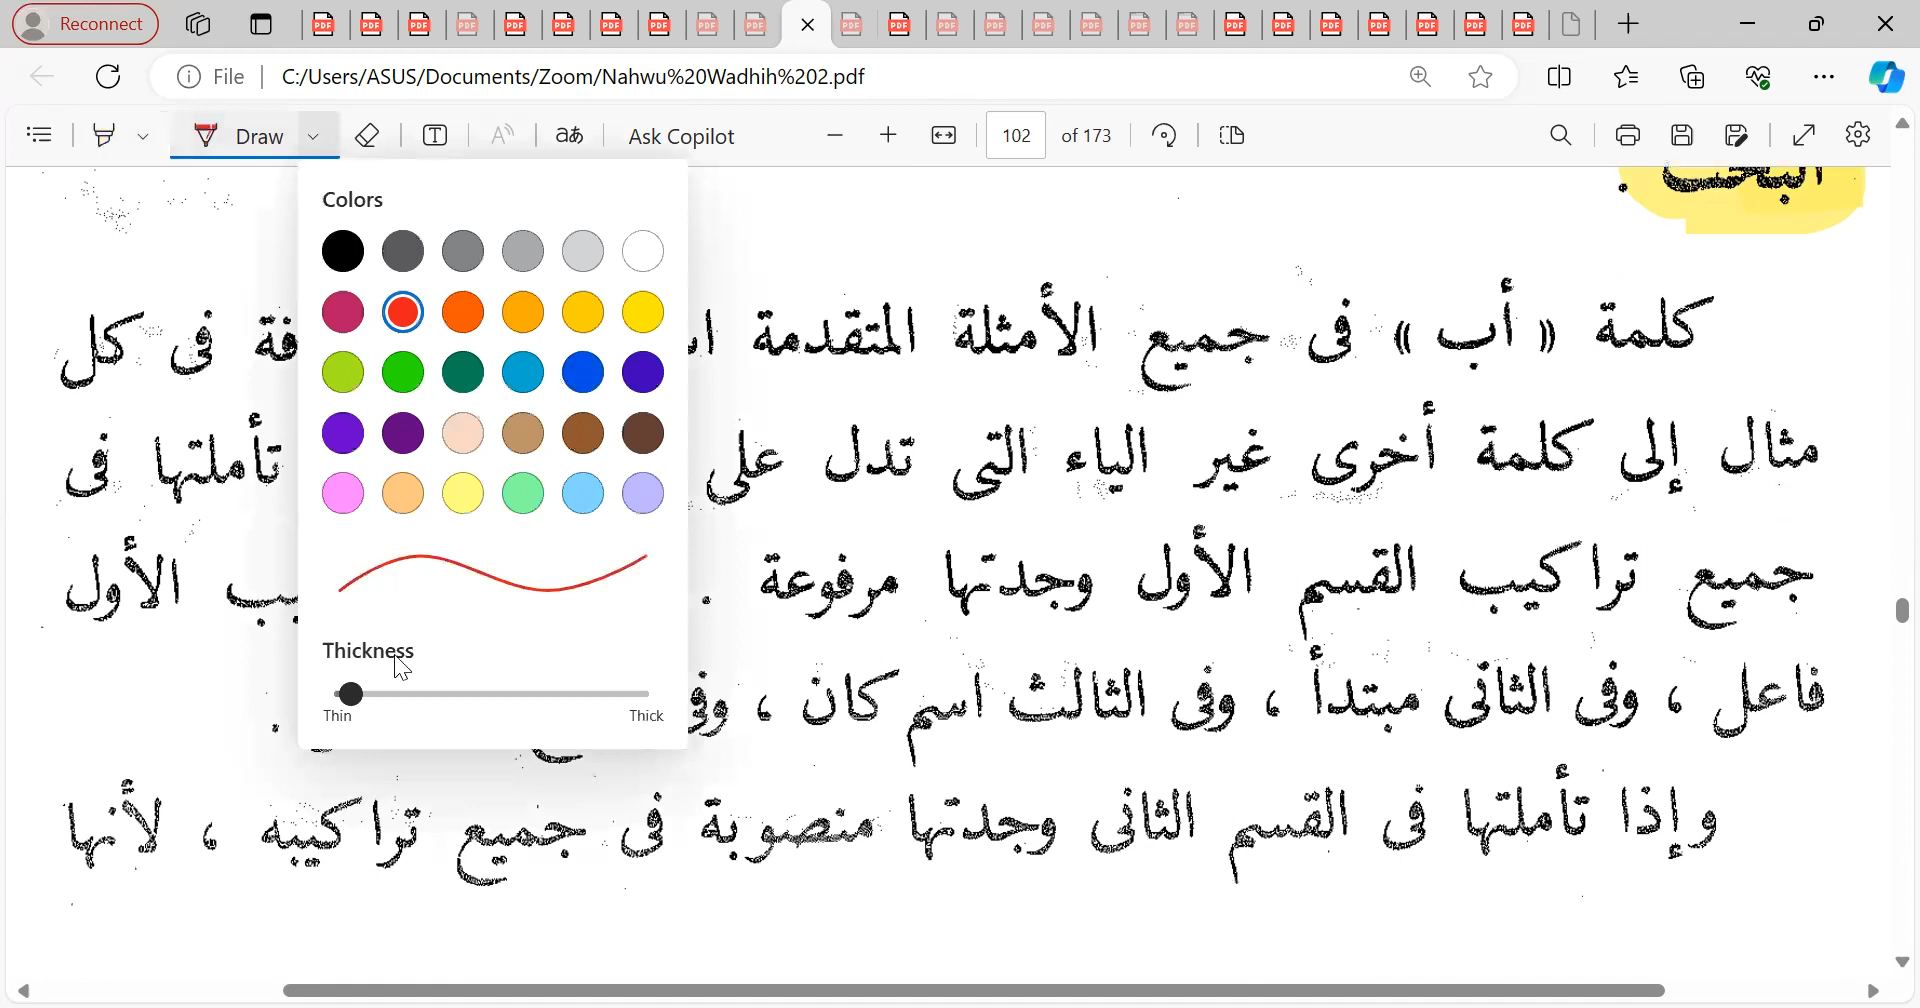 Reconnect
File
C:/Users/ASUS/Documents/Zoom/Nahwu%20Wadhih%202.pdf
Draw
aあ
Ask Copilot
102 of 173
Colors
Thickness
Thin
Thick
البحث .
كلمة « أب » فى جميع الأمثلة المتقدمة فى كل
مثال إلى كلمة أخرى غير الياء التى تدل على تأملتها فى
جميع تراكيب القسم الأول وجدتها مرفوعة . الأول
فاعل ، وفى الثانى مبتدأ ، وفى الثالث اسم كان ، وفى .
وإذا تأملتها فى القسم الثانى وجدتها منصوبة فى جميع تراكيبه ، لأنها